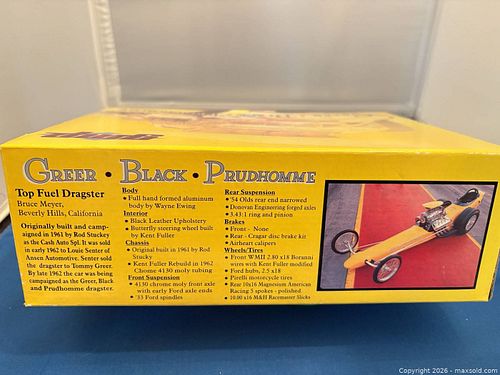 GREER • BLACK • PRUDHOMME
Top Fuel Dragster
Bruce Meyer,
Beverly Hills, California
Originally built and camp-
aigned in 1961 by Rod Stuckey
as the Cash Auto Spl. It was sold
in early 1962 to Louie Senter of
Ansen Automotive. Senter sold
the dragster to Tommy Greer.
By late 1962 the car was being
campaigned as the Greer, Black
and Prudhomme dragster.
Body
• Full hand formed aluminum
body by Wayne Ewing
Interior
• Black Leather Upholstery
• Butterfly steering wheel built
by Kent Fuller
Chassis
• Original built in 1961 by Rod
Stucky
• Kent Fuller Rebuild in 1962
Chrome 4130 moly tubing
Front Suspension
• 4130 chrome moly front axle
with early Ford axle ends
• '33 Ford spindles
Rear Suspension
• '54 Olds rear end narrowed
• Donovan Engineering forged axles
• 3.43:1 ring and pinion
Brakes
• Front - None
• Rear - Cragar disc brake kit
• Airheart calipers
Wheels/Tires
• Front WMII 2.80 x18 Boranni
wires with Kent Fuller modified
• Ford hubs, 2.5 x18
• Pirelli motorcycle tires
• Rear 10x16 Magnesium American
Racing 5 spokes - polished
• 10.00 x16 M&H Racemaster Slicks
Copyright 2026 - maxsold.com